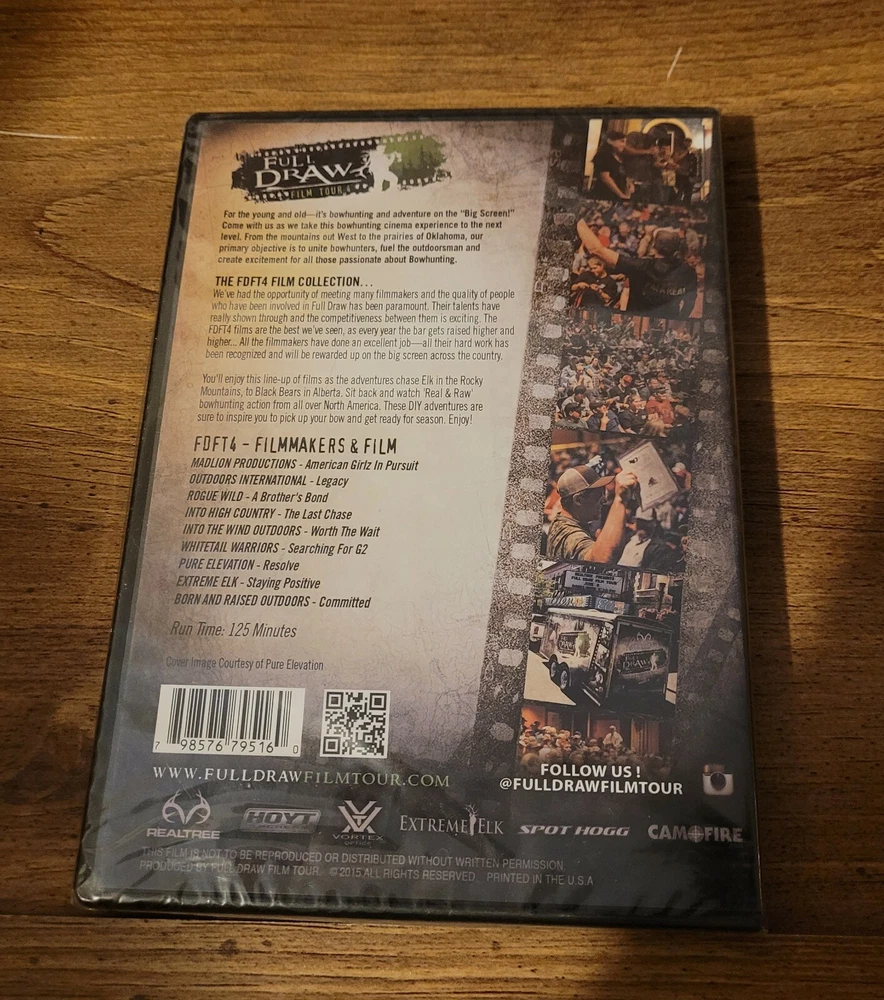 FULL
DRAW
FILM TOUR 4
For the young and old—it's bowhunting and adventure on the "Big Screen!"
Come with us as we take this bowhunting cinema experience to the next
level. From the mountains out West to the prairies of Oklahoma, our
primary objective is to unite bowhunters, fuel the outdoorsman and
create excitement for all those passionate about Bowhunting.
THE FDFT4 FILM COLLECTION...
We've had the opportunity of meeting many filmmakers and the quality of people
who have been involved in Full Draw has been paramount. Their talents have
really shown through and the competitiveness between them is exciting. The
FDFT4 films are the best we've seen, as every year the bar gets raised higher and
higher... All the filmmakers have done an excellent job—all their hard work has
been recognized and will be rewarded up on the big screen across the country.
You'll enjoy this line-up of films as the adventures chase Elk in the Rocky
Mountains, to Black Bears in Alberta. Sit back and watch 'Real & Raw'
bowhunting action from all over North America. These DIY adventures are
sure to inspire you to pick up your bow and get ready for season. Enjoy!
FDFT4 - FILMMAKERS & FILM
MADLION PRODUCTIONS - American Girlz In Pursuit
OUTDOORS INTERNATIONAL - Legacy
ROGUE WILD - A Brother's Bond
INTO HIGH COUNTRY - The Last Chase
INTO THE WIND OUTDOORS - Worth The Wait
WHITETAIL WARRIORS - Searching For G2
PURE ELEVATION - Resolve
EXTREME ELK - Staying Positive
BORN AND RAISED OUTDOORS - Committed
Run Time: 125 Minutes
Cover Image Courtesy of Pure Elevation
7 98576 79516 0
WWW.FULLDRAWFILMTOUR.COM
FOLLOW US !
@FULLDRAWFILMTOUR
REALTREE
HOYT
VORTEX
OPTICS
EXTREME ELK
SPOT HOGG
CAMOFIRE
THIS FILM IS NOT TO BE REPRODUCED OR DISTRIBUTED WITHOUT WRITTEN PERMISSION.
PRODUCED BY FULL DRAW FILM TOUR. ©2015 ALL RIGHTS RESERVED. PRINTED IN THE U.S.A